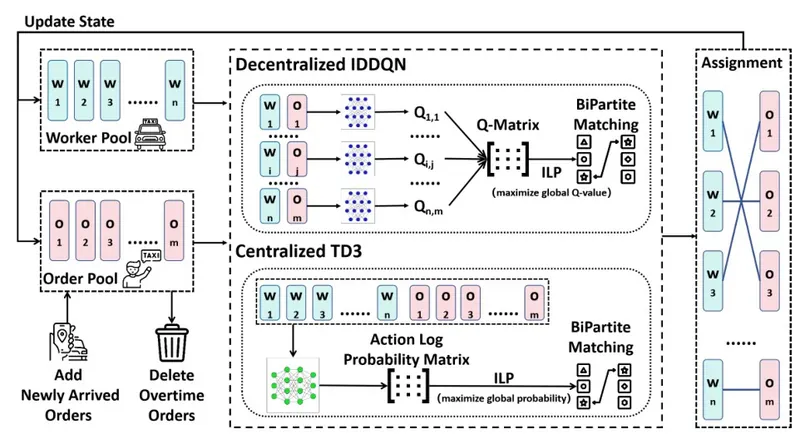 Update State
W W W W
1 2 3 ...... n
TAXI
Worker Pool
O O O O
1 2 3 ...... m
TAXI
Order Pool
Add
Newly Arrived
Orders
Delete
Overtime
Orders
Decentralized IDDQN
W O
1 1
Q1,1
......
W O
i j
Qi,j
......
W O
n m
Qn,m
Q-Matrix
ILP
(maximize global Q-value)
BiPartite
Matching
Centralized TD3
W W W W O O O O
1 2 3 ...... n 1 2 3 ...... m
Action Log
Probability Matrix
ILP
(maximize global probability)
BiPartite
Matching
Assignment
W O
1 1
W O
2 2
W O
3 3
......
W O
n m